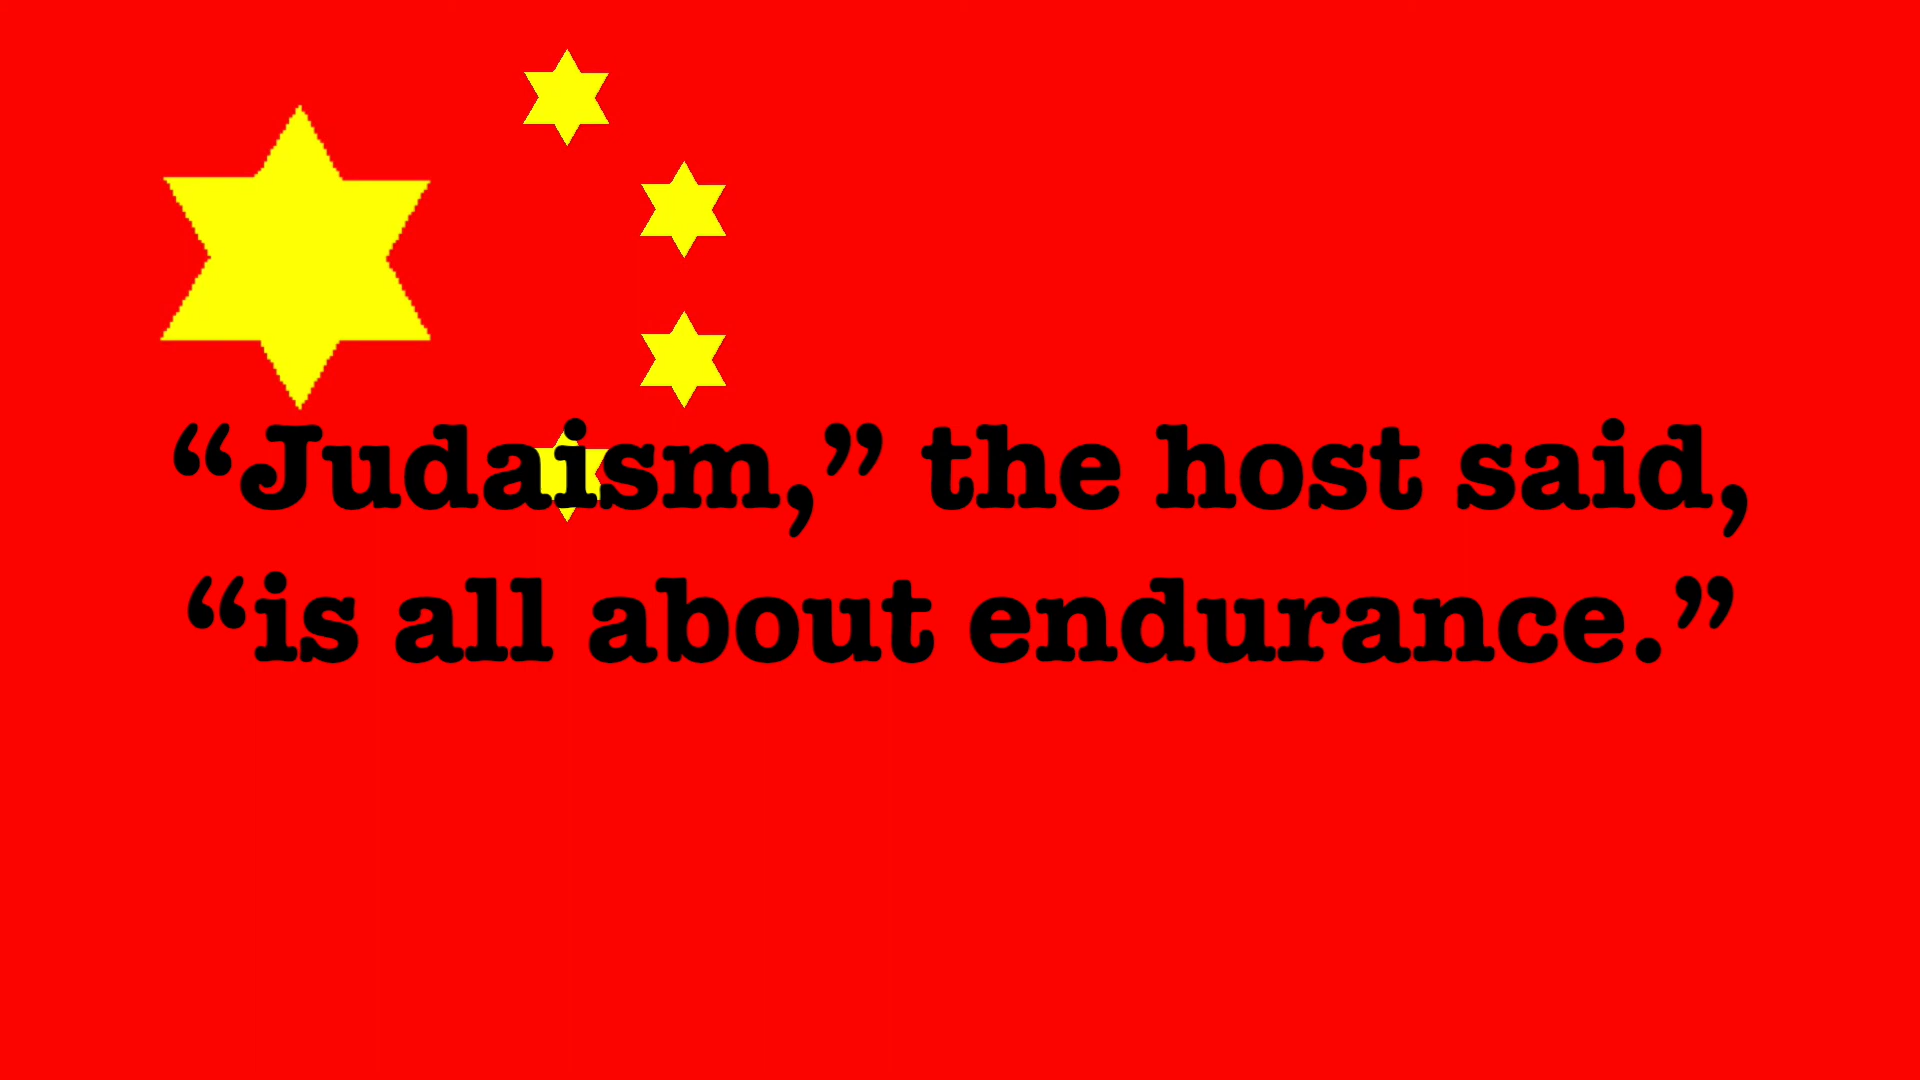 “Judaism,” the host said,
“is all about endurance.”